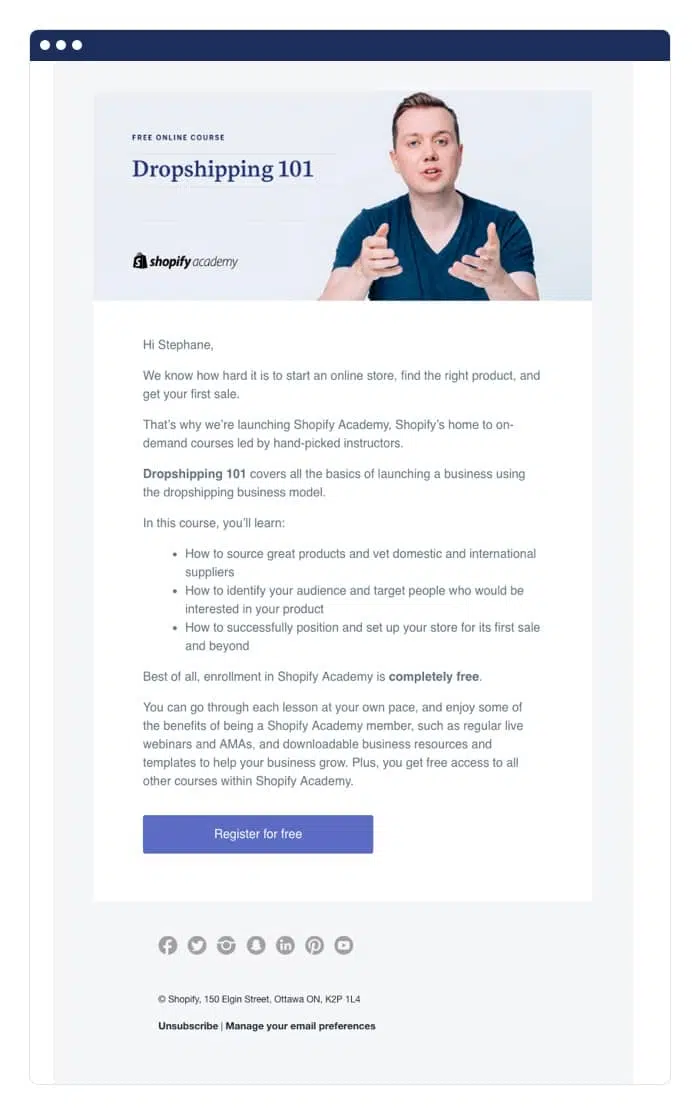 FREE ONLINE COURSE
Dropshipping 101
shopify academy
Hi Stephane,
We know how hard it is to start an online store, find the right product, and
get your first sale.
That’s why we’re launching Shopify Academy, Shopify’s home to on-
demand courses led by hand-picked instructors.
Dropshipping 101 covers all the basics of launching a business using
the dropshipping business model.
In this course, you’ll learn:
• How to source great products and vet domestic and international
suppliers
• How to identify your audience and target people who would be
interested in your product
• How to successfully position and set up your store for its first sale
and beyond
Best of all, enrollment in Shopify Academy is completely free.
You can go through each lesson at your own pace, and enjoy some of
the benefits of being a Shopify Academy member, such as regular live
webinars and AMAs, and downloadable business resources and
templates to help your business grow. Plus, you get free access to all
other courses within Shopify Academy.
Register for free
© Shopify, 150 Elgin Street, Ottawa ON, K2P 1L4
Unsubscribe | Manage your email preferences